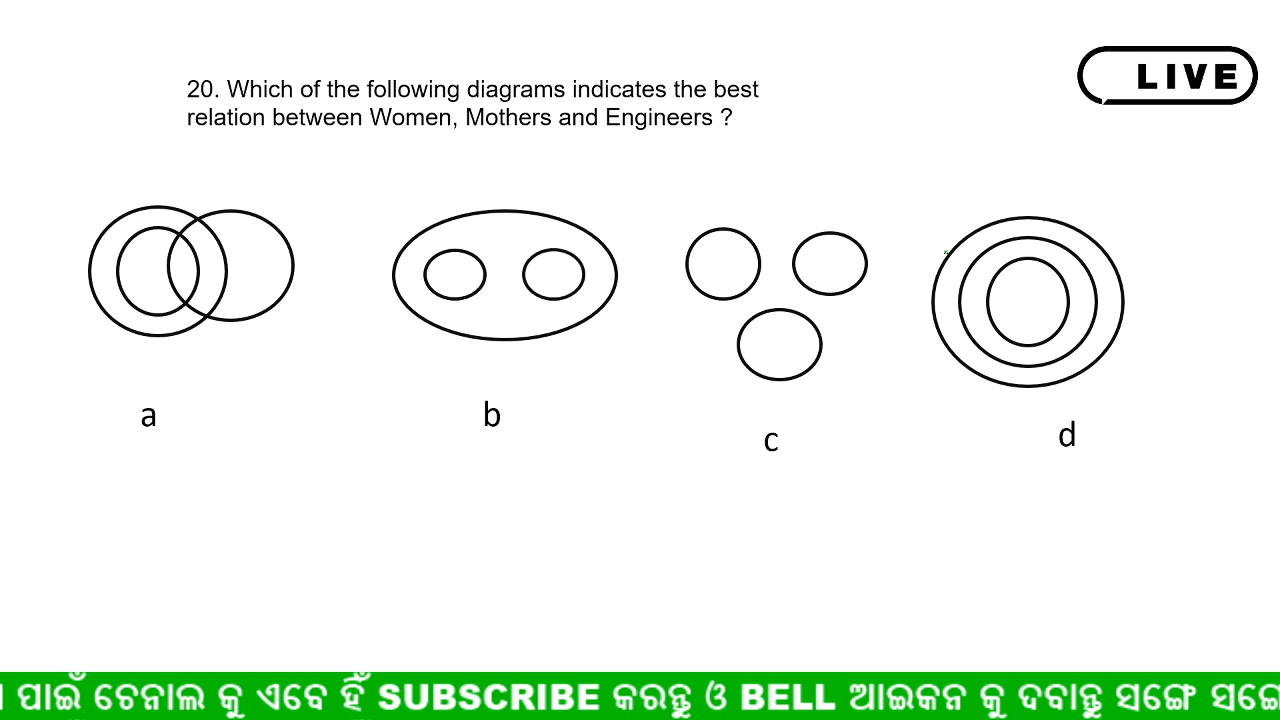 LIVE
20. Which of the following diagrams indicates the best
relation between Women, Mothers and Engineers ?
a
b
c
d
ପାଇଁ ଚେନାଲ କୁ ଏବେ ହିଁ SUBSCRIBE କରନ୍ତୁ ଓ BELL ଆଇକନ କୁ ଦବାନ୍ତୁ ସଙ୍ଗେ